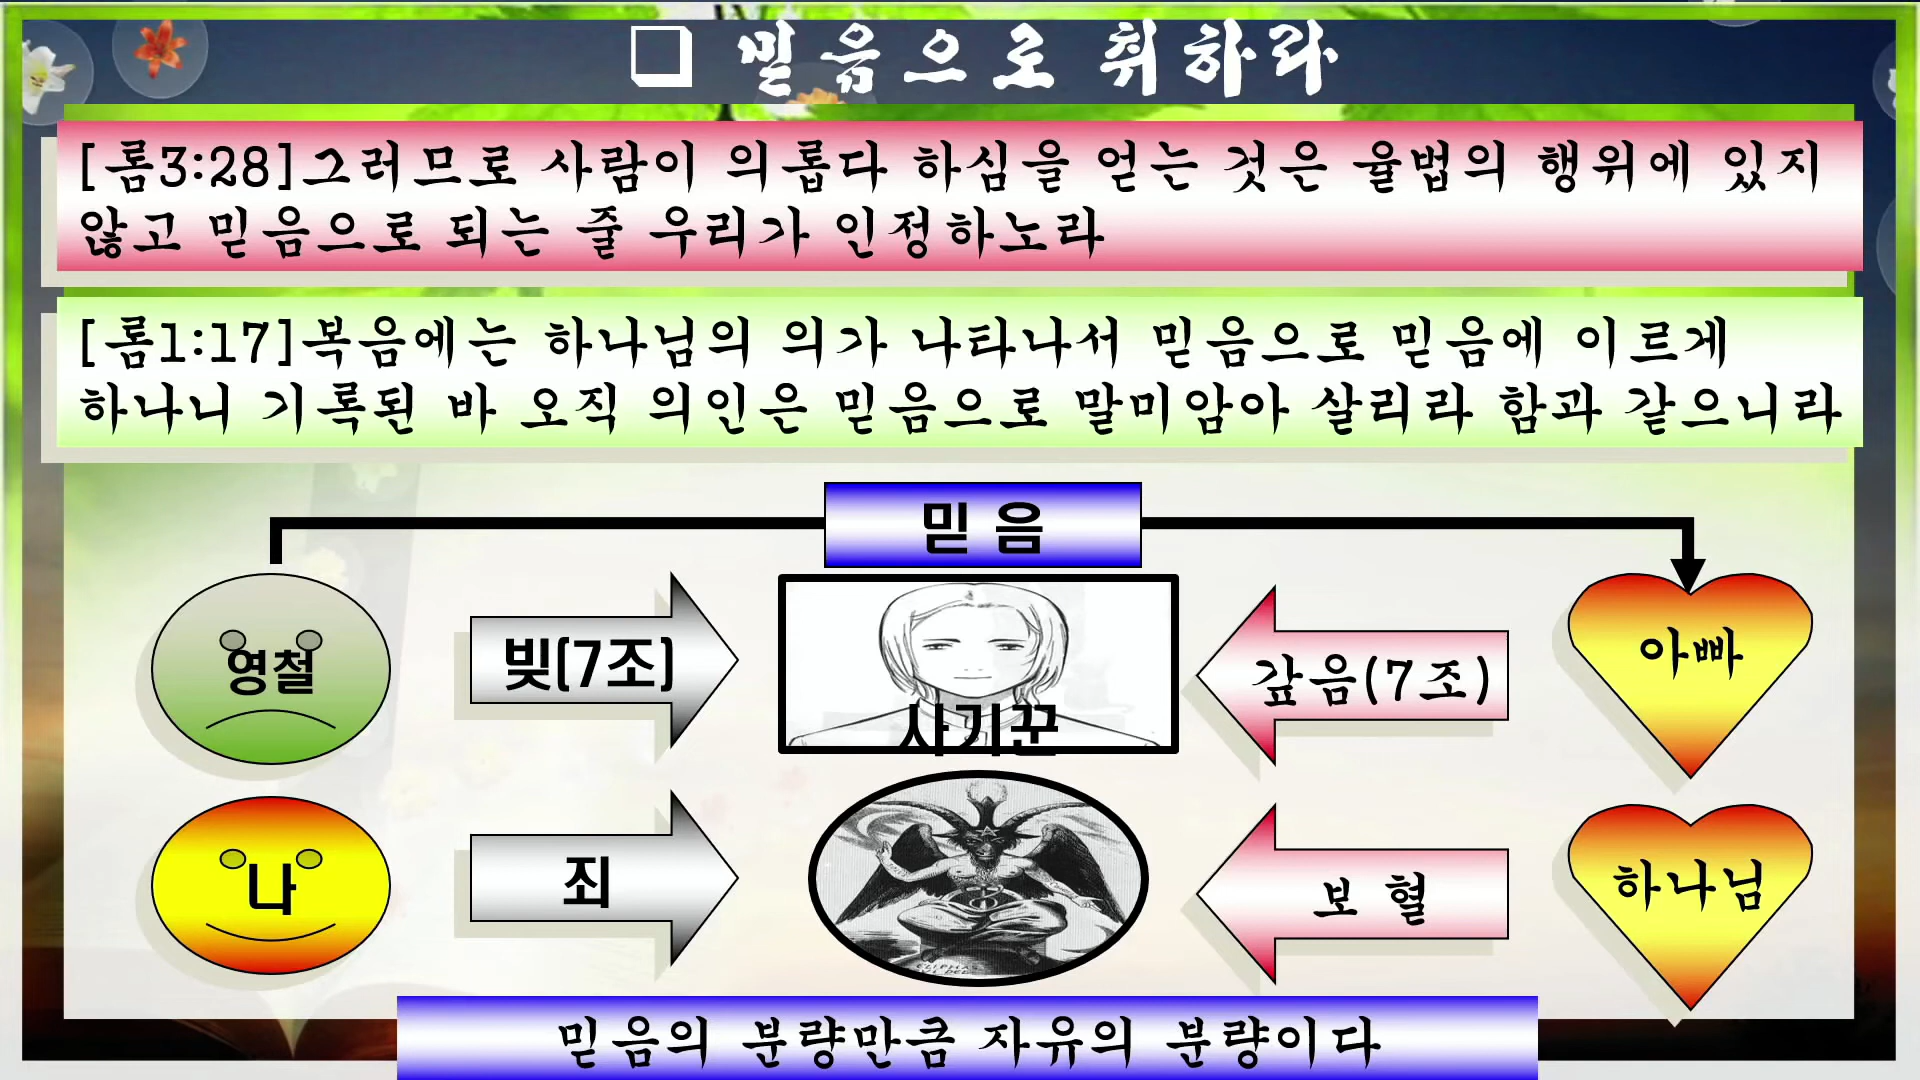 ❑ 믿음으로 취하라
[롬3:28]그러므로 사람이 의롭다 하심을 얻는 것은 율법의 행위에 있지
않고 믿음으로 되는 줄 우리가 인정하노라
[롬1:17]복음에는 하나님의 의가 나타나서 믿음으로 믿음에 이르게
하나니 기록된 바 오직 의인은 믿음으로 말미암아 살리라 함과 같으니라
믿 음
영철
빚(7조)
사기꾼
갚음(7조)
아빠
나
죄
보 혈
하나님
믿음의 분량만큼 자유의 분량이다